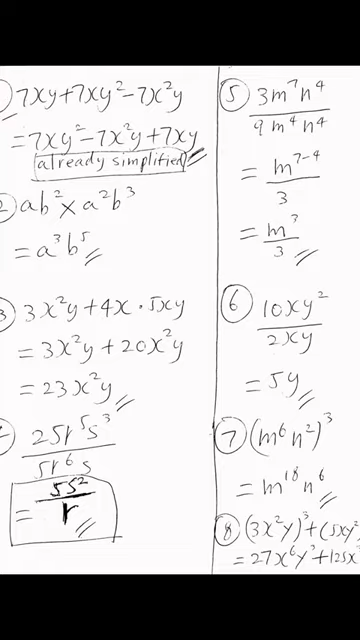 1) 7xy+7xy²-7x²y
= 7xy²-7x²y+7xy
already simplified
2) ab² × a²b³
= a³b⁵
3) 3x²y+4x·5xy
= 3x²y+20x²y
= 23x²y
25r⁵s³
5r⁶s
= 5s²
r
5) 3m⁷n⁴
9m⁴n⁴
= m⁷⁻⁴
3
= m³
3
6) 10xy²
2xy
= 5y
7) (m⁶n²)³
= m¹⁸n⁶
8) (3x²y)³+(5xy²
= 27x⁶y³+125x³